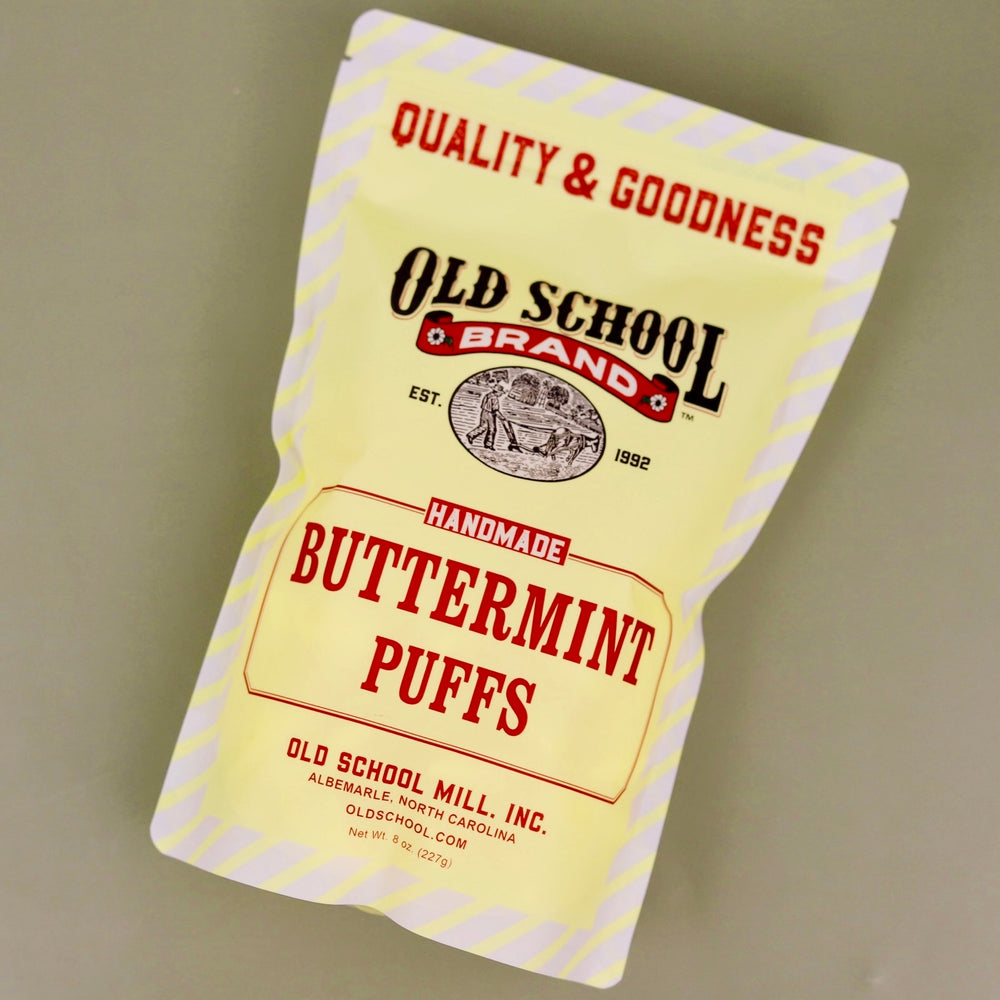 QUALITY & GOODNESS
OLD SCHOOL
BRAND
TM
EST.
1992
HANDMADE
BUTTERMINT
PUFFS
OLD SCHOOL MILL, INC.
ALBEMARLE, NORTH CAROLINA
OLDSCHOOL.COM
Net Wt. 8 oz. (227g)